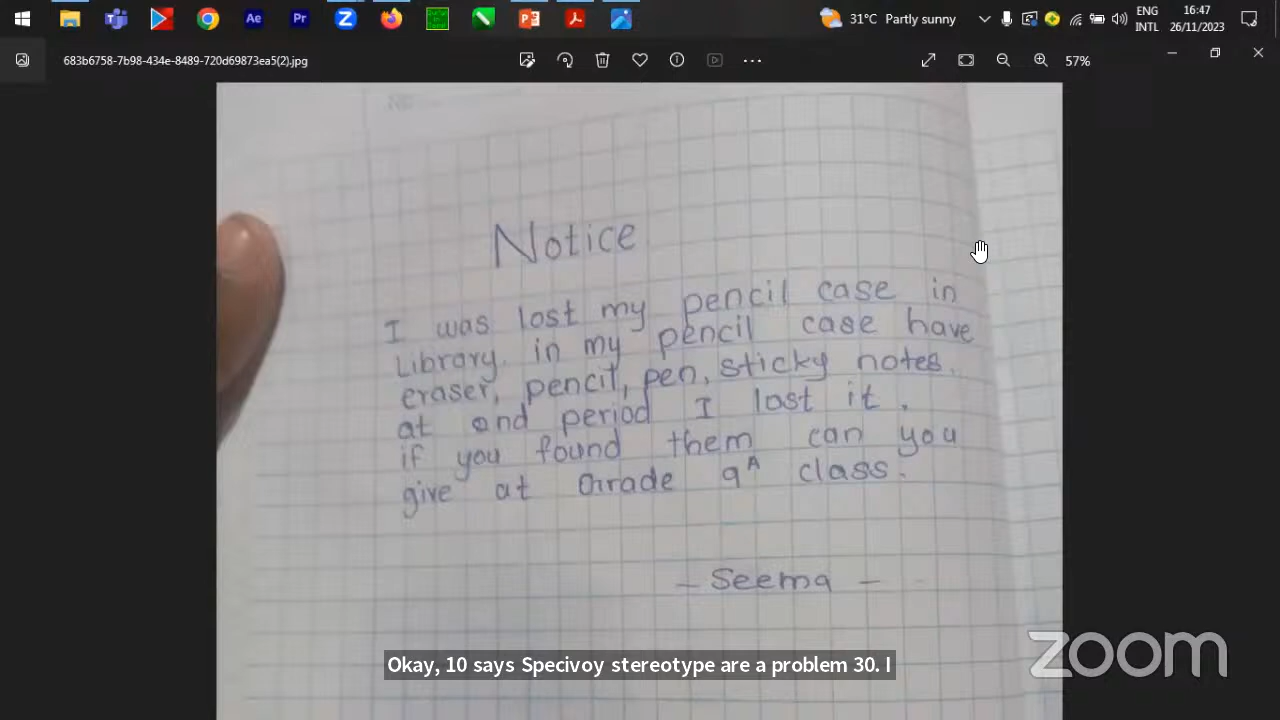 Ae
Pr
31°C Partly sunny
ENG
INTL
16:47
26/11/2023
683b6758-7b98-434e-8489-720d69873ea5(2).jpg
57%
Notice
I was lost my pencil case in
Library. in my pencil case have
eraser, pencil, pen, sticky notes.
at and period I lost it.
if you found them can you
give at Grade 9A class.
- Seema -
Okay, 10 says Specivoy stereotype are a problem 30. I
zoom